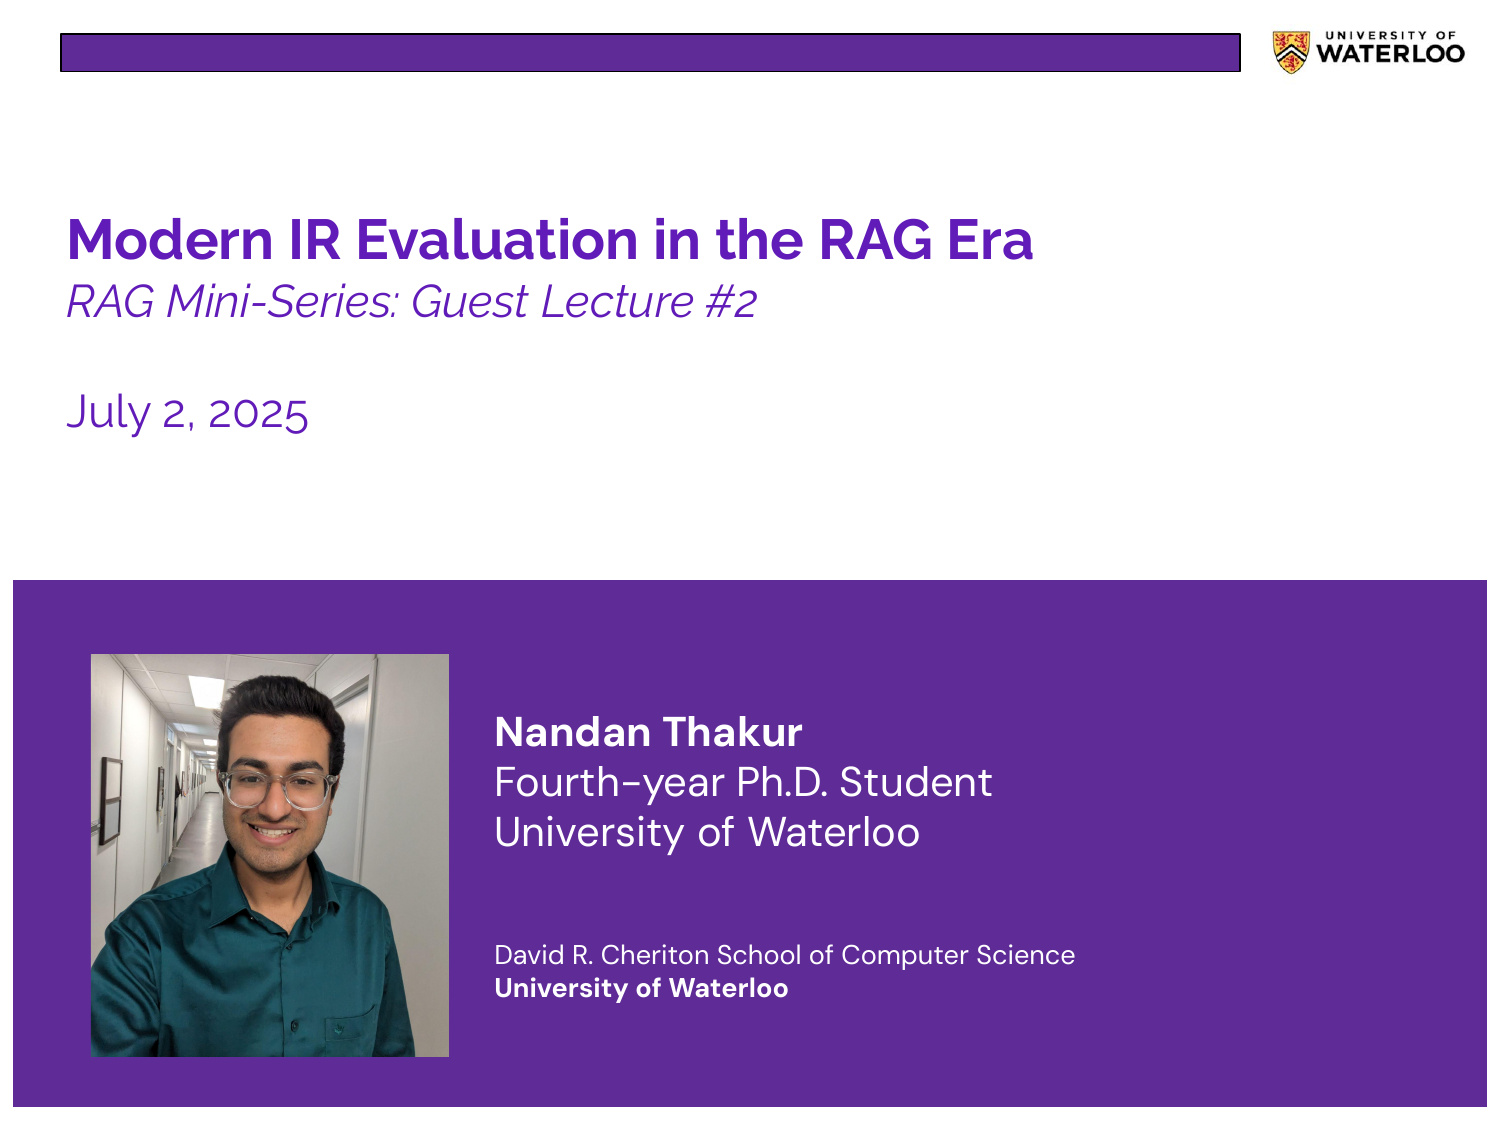 UNIVERSITY OF
WATERLOO
Modern IR Evaluation in the RAG Era
RAG Mini-Series: Guest Lecture #2
July 2, 2025
Nandan Thakur
Fourth-year Ph.D. Student
University of Waterloo
David R. Cheriton School of Computer Science
University of Waterloo